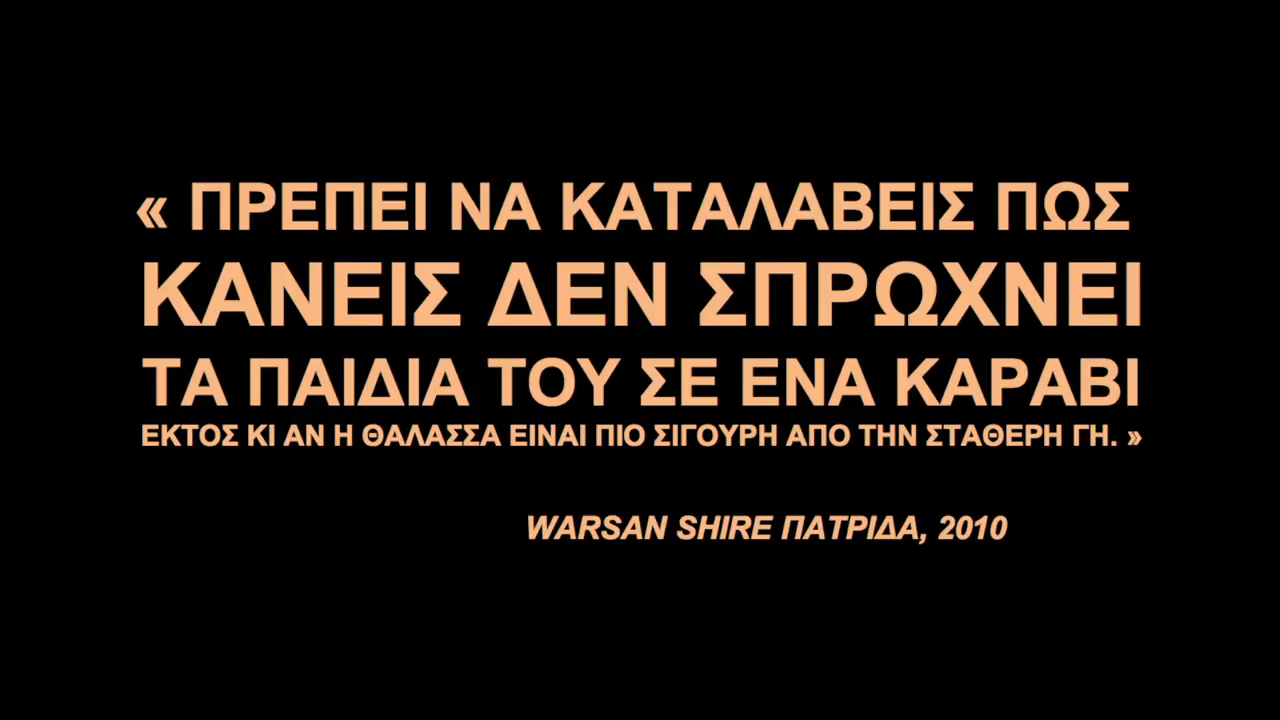 « ΠΡΕΠΕΙ ΝΑ ΚΑΤΑΛΑΒΕΙΣ ΠΩΣ
ΚΑΝΕΙΣ ΔΕΝ ΣΠΡΩΧΝΕΙ
ΤΑ ΠΑΙΔΙΑ ΤΟΥ ΣΕ ΕΝΑ ΚΑΡΑΒΙ
ΕΚΤΟΣ ΚΙ ΑΝ Η ΘΑΛΑΣΣΑ ΕΙΝΑΙ ΠΙΟ ΣΙΓΟΥΡΗ ΑΠΟ ΤΗΝ ΣΤΑΘΕΡΗ ΓΗ. »
WARSAN SHIRE ΠΑΤΡΙΔΑ, 2010